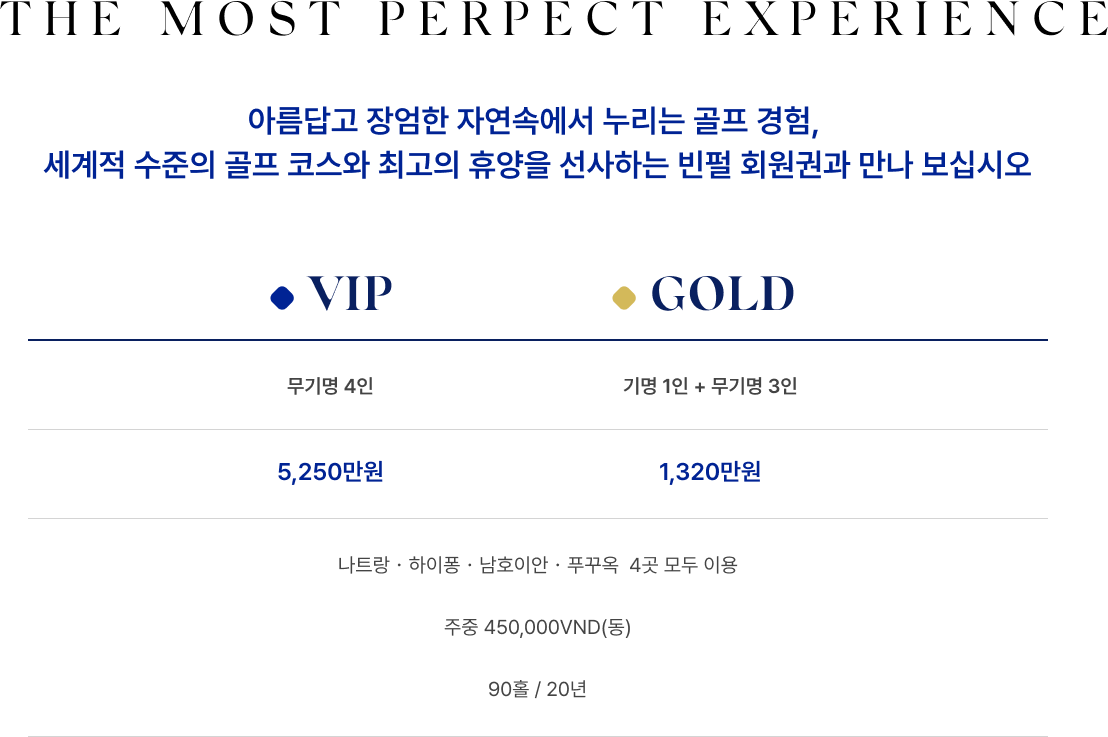 THE MOST PERPECT EXPERIENCE
아름답고 장엄한 자연속에서 누리는 골프 경험,
세계적 수준의 골프 코스와 최고의 휴양을 선사하는 빈펄 회원권과 만나 보십시오
VIP GOLD
무기명 4인 기명 1인 + 무기명 3인
5,250만원 1,320만원
나트랑 · 하이퐁 · 남호이안 · 푸꾸옥 4곳 모두 이용
주중 450,000VND(동)
90홀 / 20년